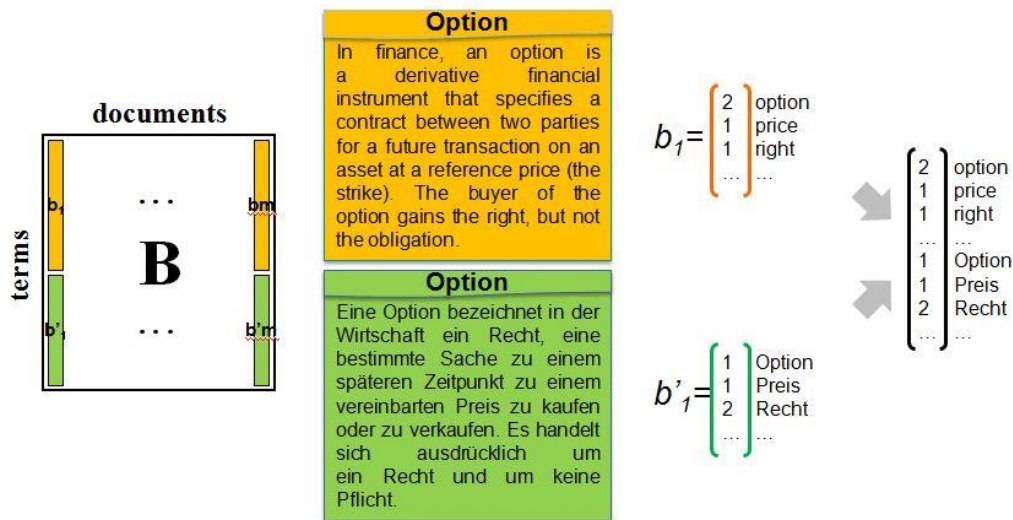 documents
terms
b1
. . .
bm
B
b'1
. . .
b'm
Option
In finance, an option is
a derivative financial
instrument that specifies a
contract between two parties
for a future transaction on an
asset at a reference price (the
strike). The buyer of the
option gains the right, but not
the obligation.
Option
Eine Option bezeichnet in der
Wirtschaft ein Recht, eine
bestimmte Sache zu einem
späteren Zeitpunkt zu einem
vereinbarten Preis zu kaufen
oder zu verkaufen. Es handelt
sich ausdrücklich um
ein Recht und um keine
Pflicht.
b1=
2 option
1 price
1 right
... ...
b'1=
1 Option
1 Preis
2 Recht
... ...
2 option
1 price
1 right
... ...
1 Option
1 Preis
2 Recht
... ...